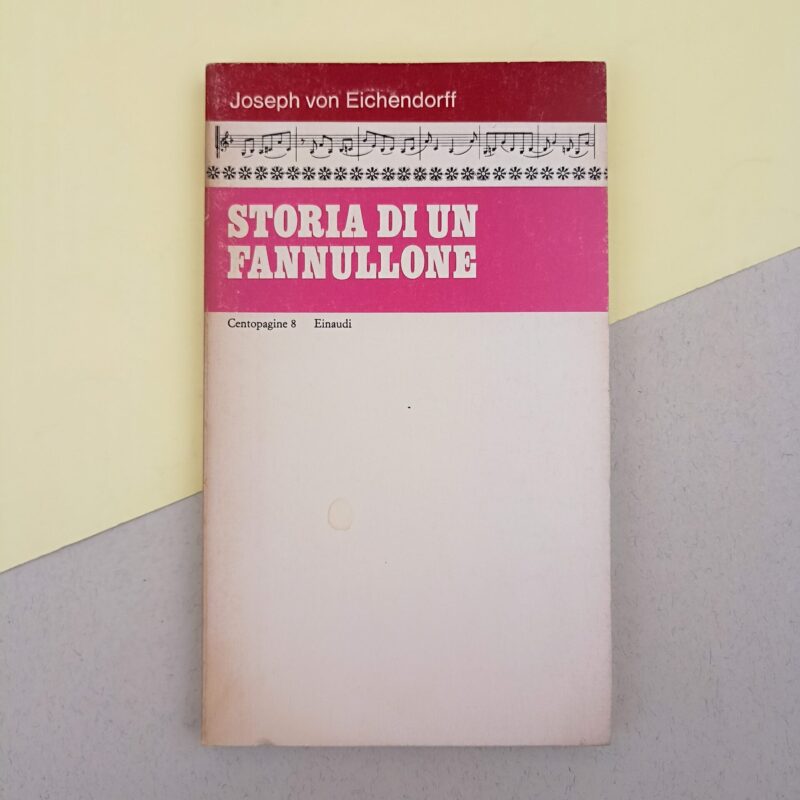 Joseph von Eichendorff
STORIA DI UN
FANNULLONE
Centopagine 8 Einaudi